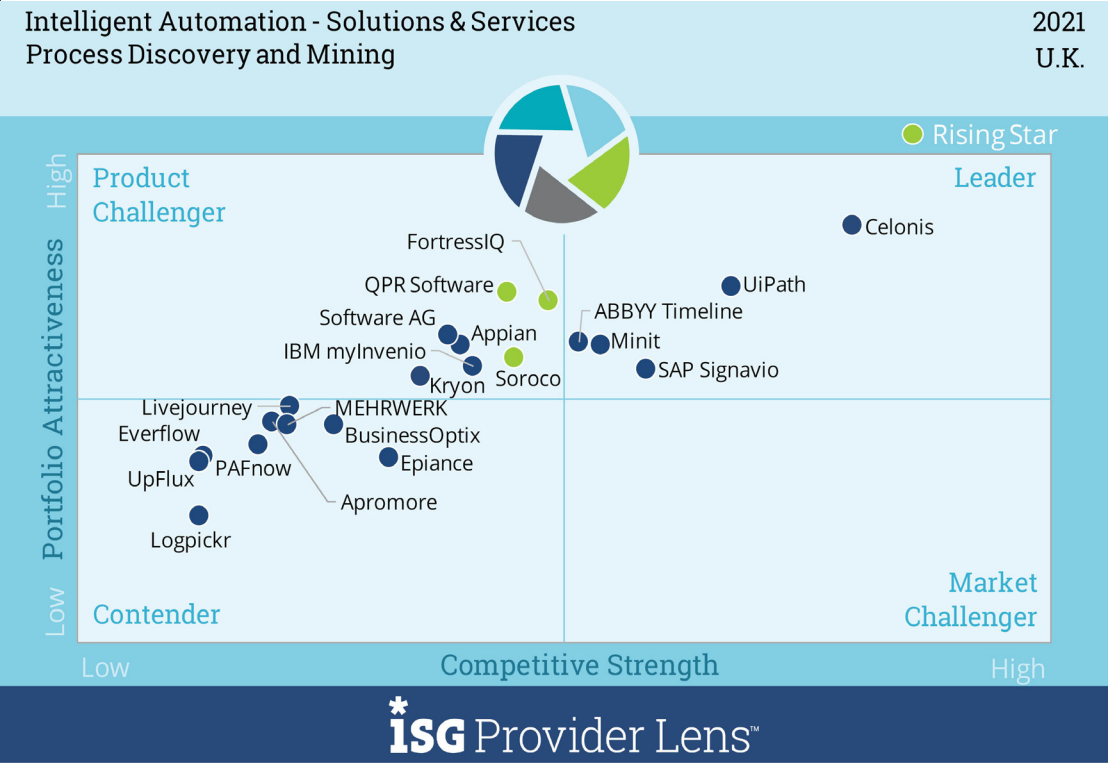 Intelligent Automation - Solutions & Services
Process Discovery and Mining
2021
U.K.
Rising Star
High
Product
Challenger
Leader
Celonis
FortressIQ
QPR Software
UiPath
Software AG
Appian
ABBYY Timeline
Minit
IBM myInvenio
Kryon
Soroco
SAP Signavio
Portfolio Attractiveness
Livejourney
MEHRWERK
Everflow
BusinessOptix
UpFlux
PAFnow
Epiance
Apromore
Logpickr
Low
Contender
Market
Challenger
Low
Competitive Strength
High
ISG Provider Lens™